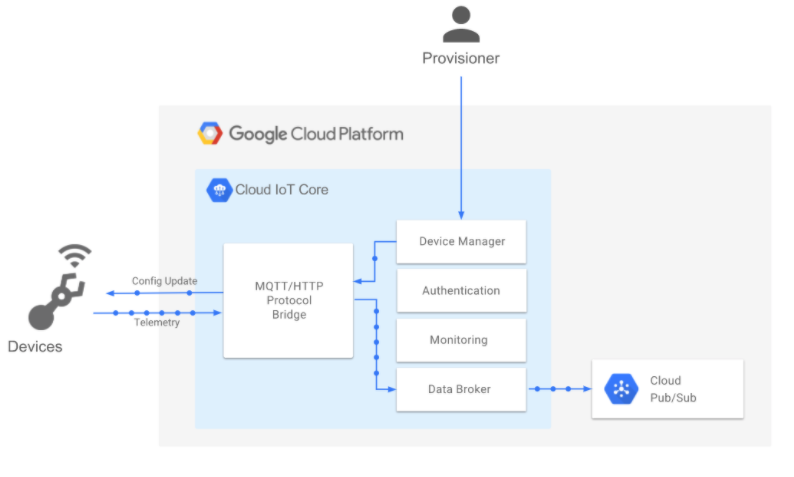 Provisioner
Google Cloud Platform
Cloud IoT Core
Device Manager
Config Update
MQTT/HTTP
Protocol
Bridge
Authentication
Telemetry
Devices
Monitoring
Data Broker
Cloud
Pub/Sub